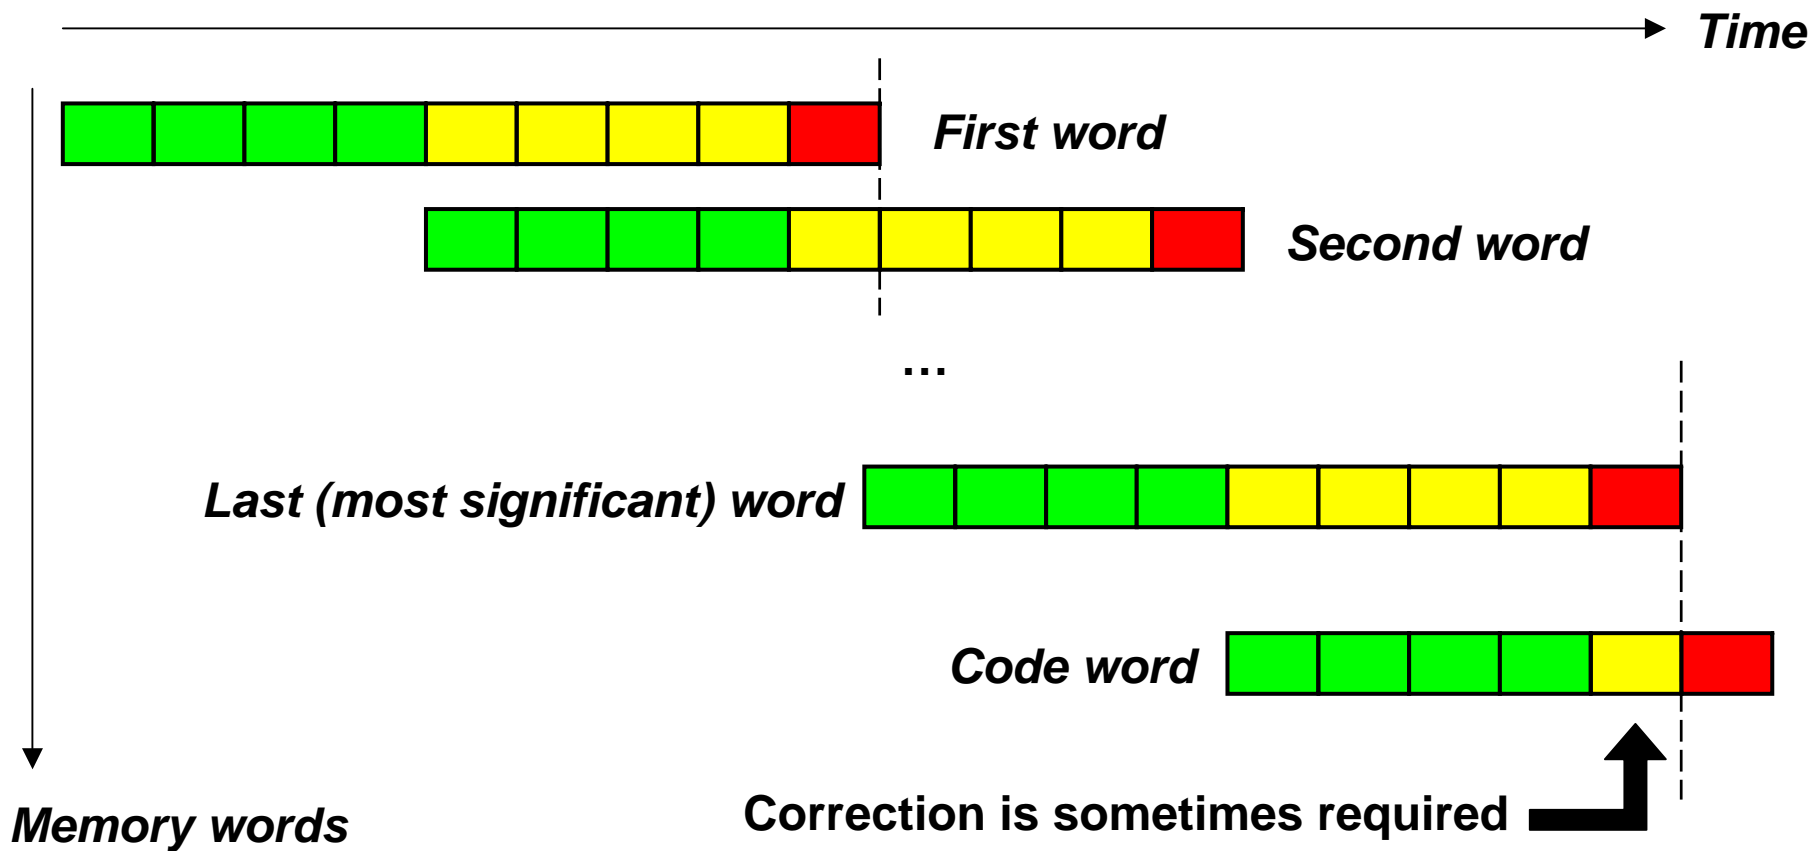 Time
First word
Second word
…
Last (most significant) word
Code word
Correction is sometimes required
Memory words